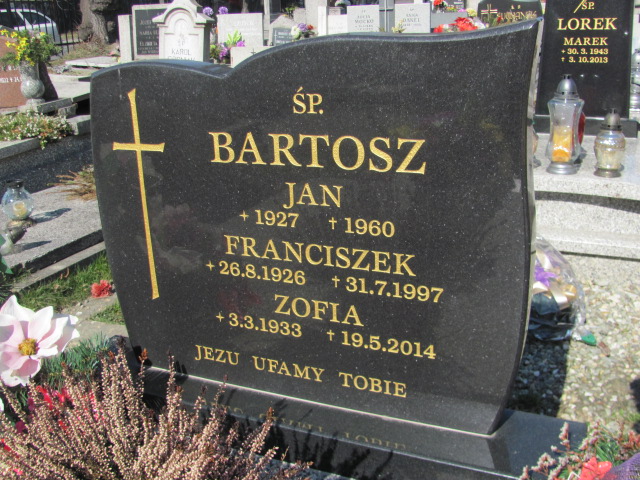 ŚP.
BARTOSZ
JAN
+ 1927 † 1960
FRANCISZEK
+ 26.8.1926 † 31.7.1997
ZOFIA
+ 3.3.1933 † 19.5.2014
JEZU UFAMY TOBIE
ŚP.
LOREK
MAREK
+ 30.3.1943
† 3.10.2013